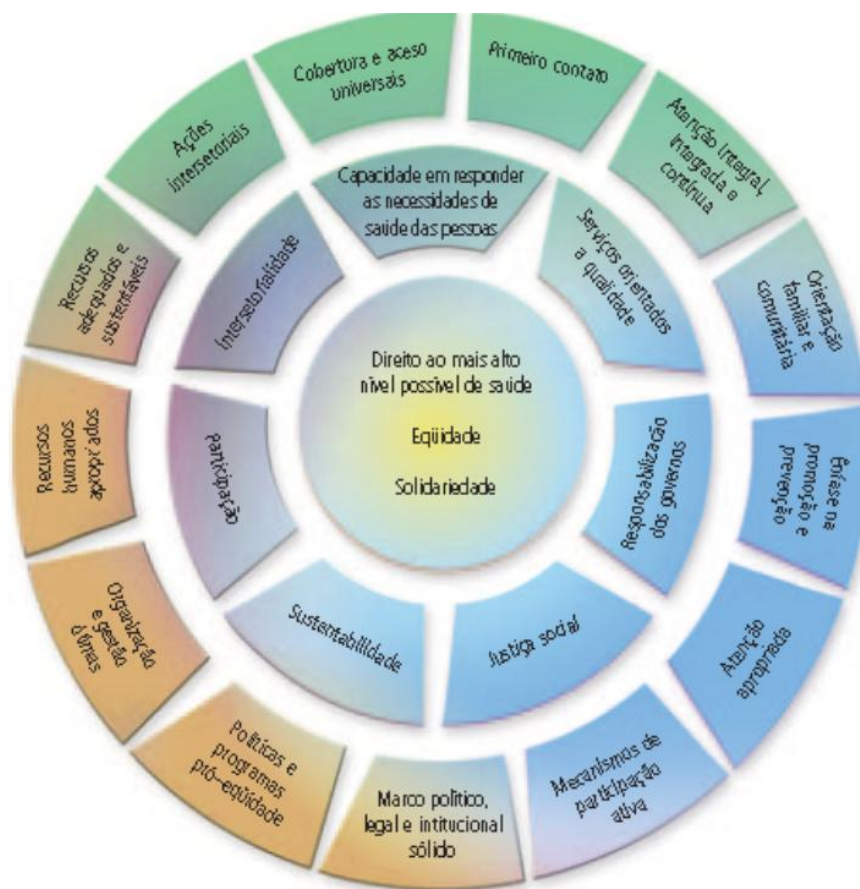 Cobertura e aceso
universais
Primeiro contato
Atenção Integral,
Integrada e
contínua
Orientação
familiar e
comunitária
Ênfase na
promoção e
prevenção
Atenção
apropriada
Mecanismos de
participação
ativa
Marco político,
legal e intitucional
sólido
Políticas e
programas
pró-eqüidade
Organização
e gestão
ótimas
Recursos
humanos
apropriados
Recursos
adequados e
sustentáveis
Ações
intersetoriais
Capacidade em responder
as necessidades de
saúde das pessoas
Serviços orientados
a qualidade
Responsabilização
dos governos
Justiça social
Sustentabilidade
participação
Intersetorialidade
Direito ao mais alto
nível possível de saúde
Eqüidade
Solidariedade